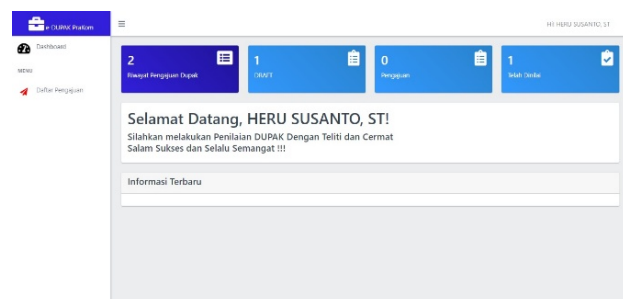 e DUPAK Pratom
HI! HERU SUSANTO, ST
Dashboard
MENU
Daftar Pengajuan
2
Riwayat Pengajuan Dupak
1
DRAFT
0
Pengajuan
1
Telah Dinilai
Selamat Datang, HERU SUSANTO, ST!
Silahkan melakukan Penilaian DUPAK Dengan Teliti dan Cermat
Salam Sukses dan Selalu Semangat !!!
Informasi Terbaru